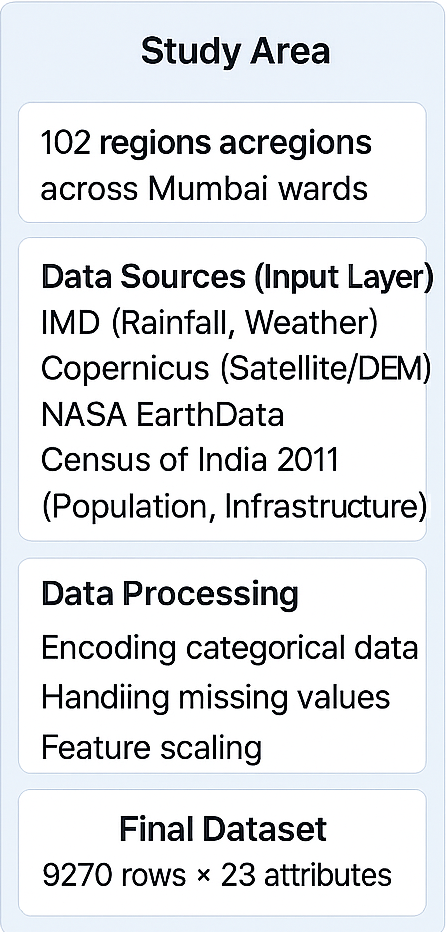 Study Area
102 regions acregions
across Mumbai wards
Data Sources (Input Layer)
IMD (Rainfall, Weather)
Copernicus (Satellite/DEM)
NASA EarthData
Census of India 2011
(Population, Infrastructure)
Data Processing
Encoding categorical data
Handiing missing values
Feature scaling
Final Dataset
9270 rows × 23 attributes